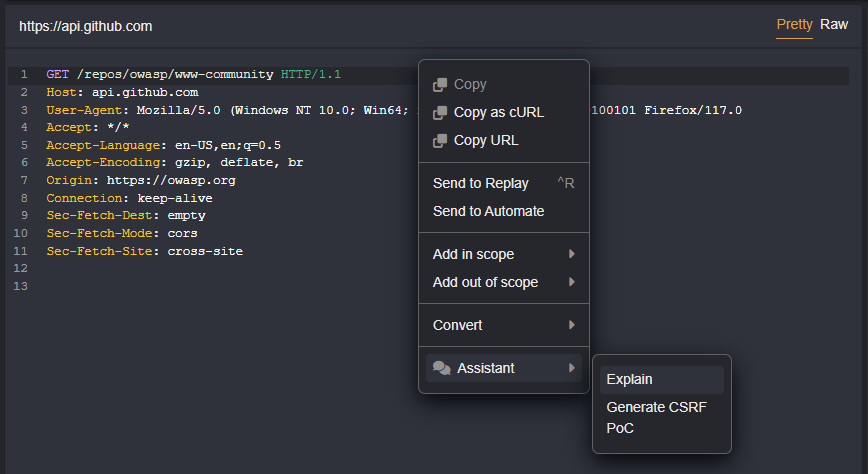 https://api.github.com
Pretty Raw
1 GET /repos/owasp/www-community HTTP/1.1
2 Host: api.github.com
3 User-Agent: Mozilla/5.0 (Windows NT 10.0; Win64; 100101 Firefox/117.0
4 Accept: */*
5 Accept-Language: en-US,en;q=0.5
6 Accept-Encoding: gzip, deflate, br
7 Origin: https://owasp.org
8 Connection: keep-alive
9 Sec-Fetch-Dest: empty
10 Sec-Fetch-Mode: cors
11 Sec-Fetch-Site: cross-site
12
13
Copy
Copy as cURL
Copy URL
Send to Replay ^R
Send to Automate
Add in scope
Add out of scope
Convert
Assistant
Explain
Generate CSRF
PoC